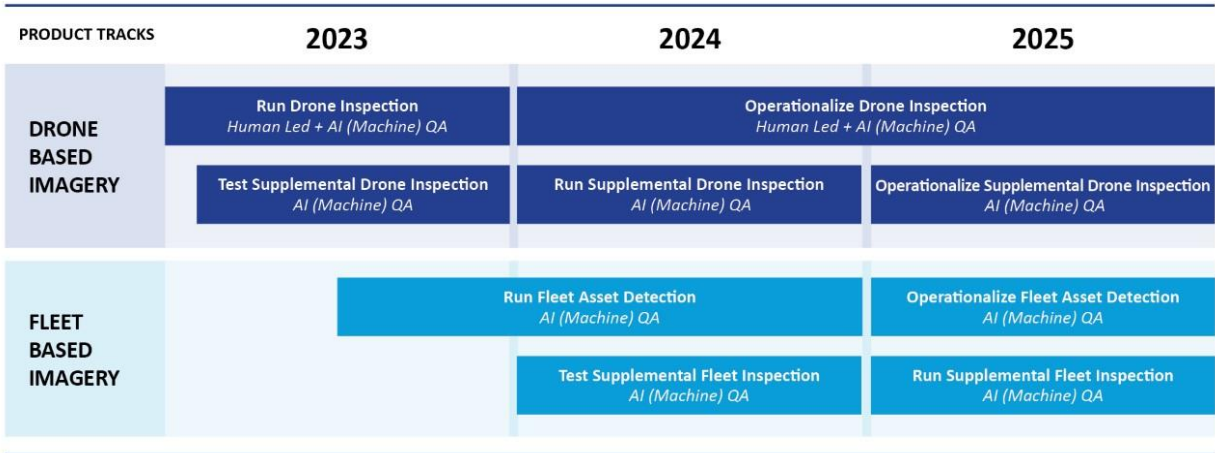 PRODUCT TRACKS
2023
2024
2025
DRONE
BASED
IMAGERY
Run Drone Inspection
Human Led + AI (Machine) QA
Operationalize Drone Inspection
Human Led + AI (Machine) QA
Test Supplemental Drone Inspection
AI (Machine) QA
Run Supplemental Drone Inspection
AI (Machine) QA
Operationalize Supplemental Drone Inspection
AI (Machine) QA
FLEET
BASED
IMAGERY
Run Fleet Asset Detection
AI (Machine) QA
Operationalize Fleet Asset Detection
AI (Machine) QA
Test Supplemental Fleet Inspection
AI (Machine) QA
Run Supplemental Fleet Inspection
AI (Machine) QA